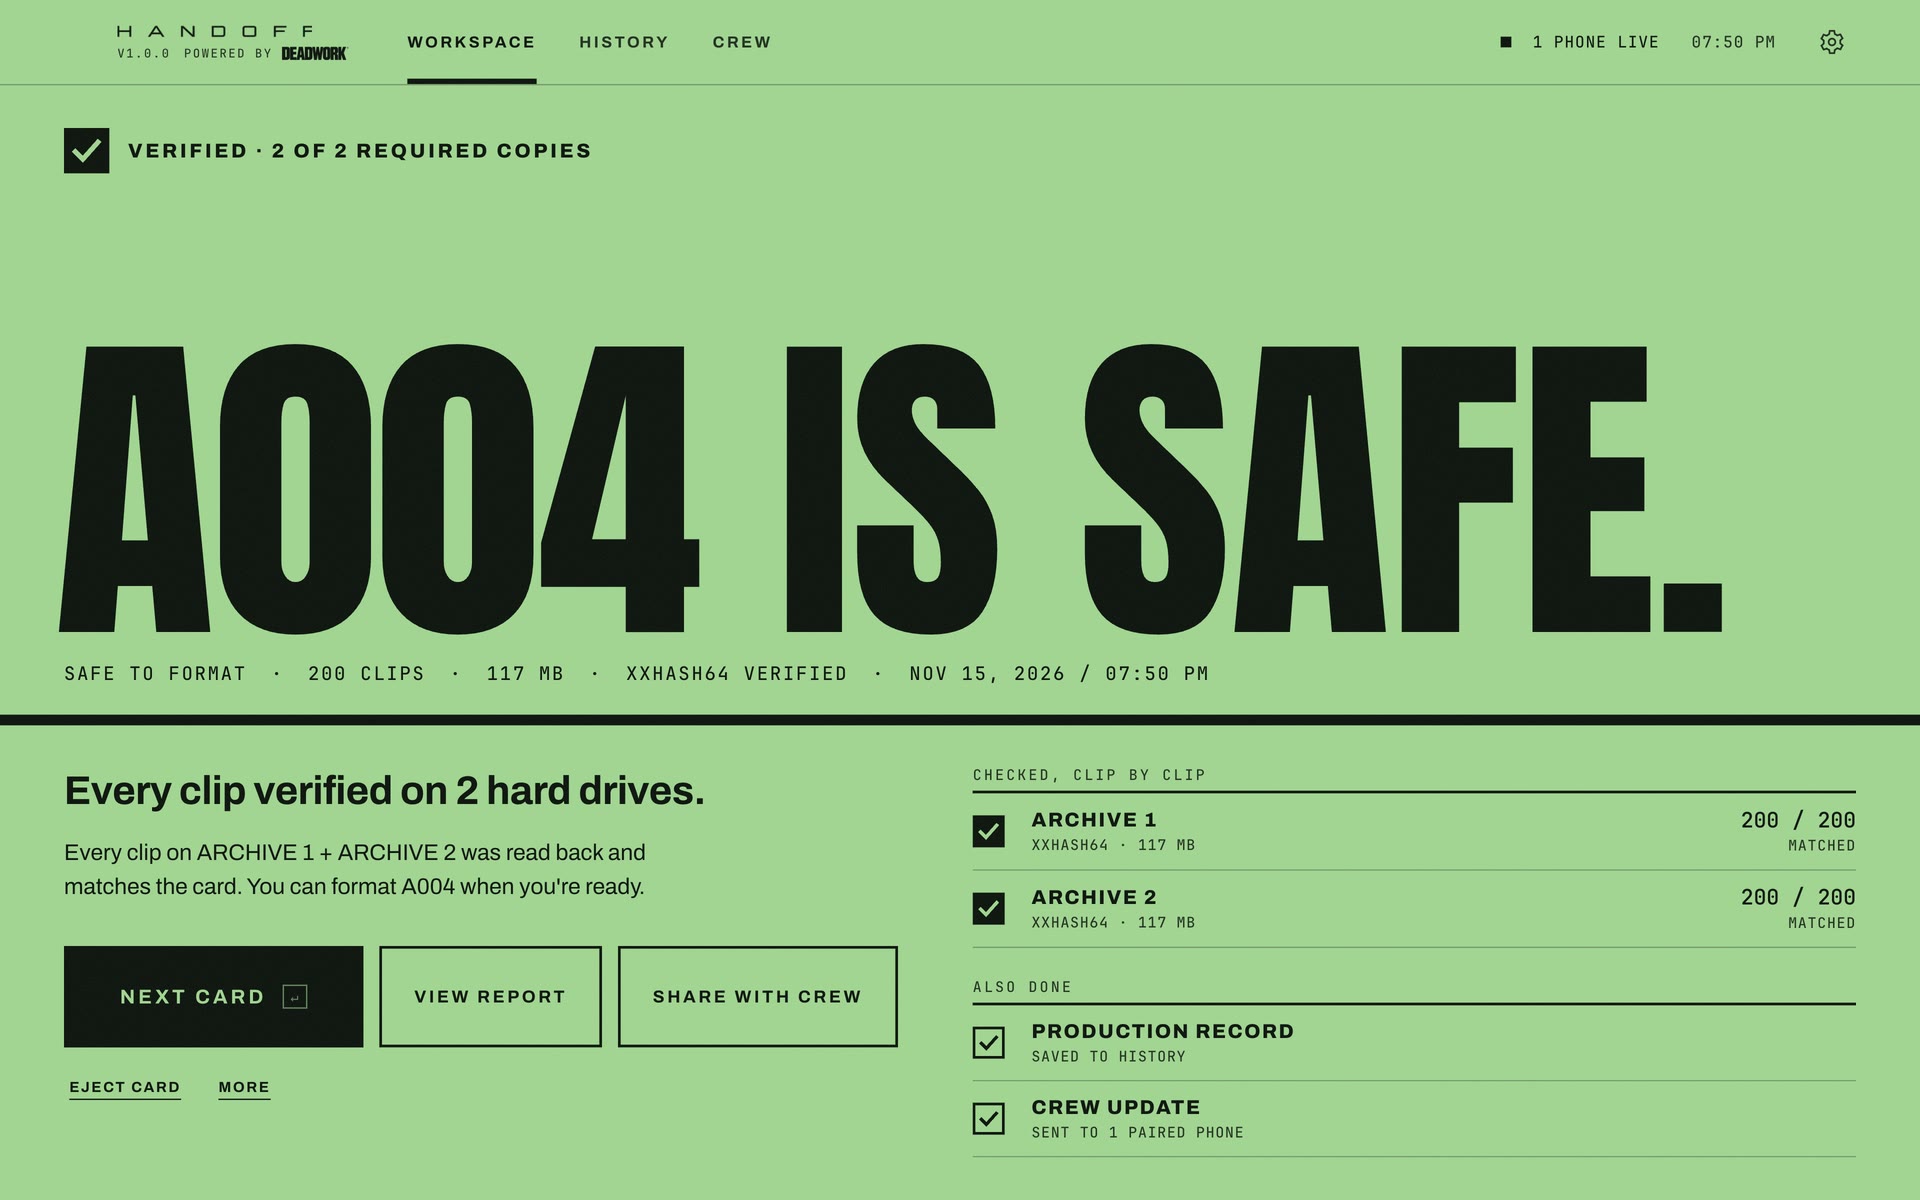 HANDOFF
V1.0.0 POWERED BY DEADWORK
WORKSPACE HISTORY CREW
1 PHONE LIVE 07:50 PM
VERIFIED · 2 OF 2 REQUIRED COPIES
A004 IS SAFE.
SAFE TO FORMAT · 200 CLIPS · 117 MB · XXHASH64 VERIFIED · NOV 15, 2026 / 07:50 PM
Every clip verified on 2 hard drives.
Every clip on ARCHIVE 1 + ARCHIVE 2 was read back and
matches the card. You can format A004 when you're ready.
NEXT CARD ↵
VIEW REPORT
SHARE WITH CREW
EJECT CARD MORE
CHECKED, CLIP BY CLIP
ARCHIVE 1 200 / 200
XXHASH64 · 117 MB MATCHED
ARCHIVE 2 200 / 200
XXHASH64 · 117 MB MATCHED
ALSO DONE
PRODUCTION RECORD
SAVED TO HISTORY
CREW UPDATE
SENT TO 1 PAIRED PHONE